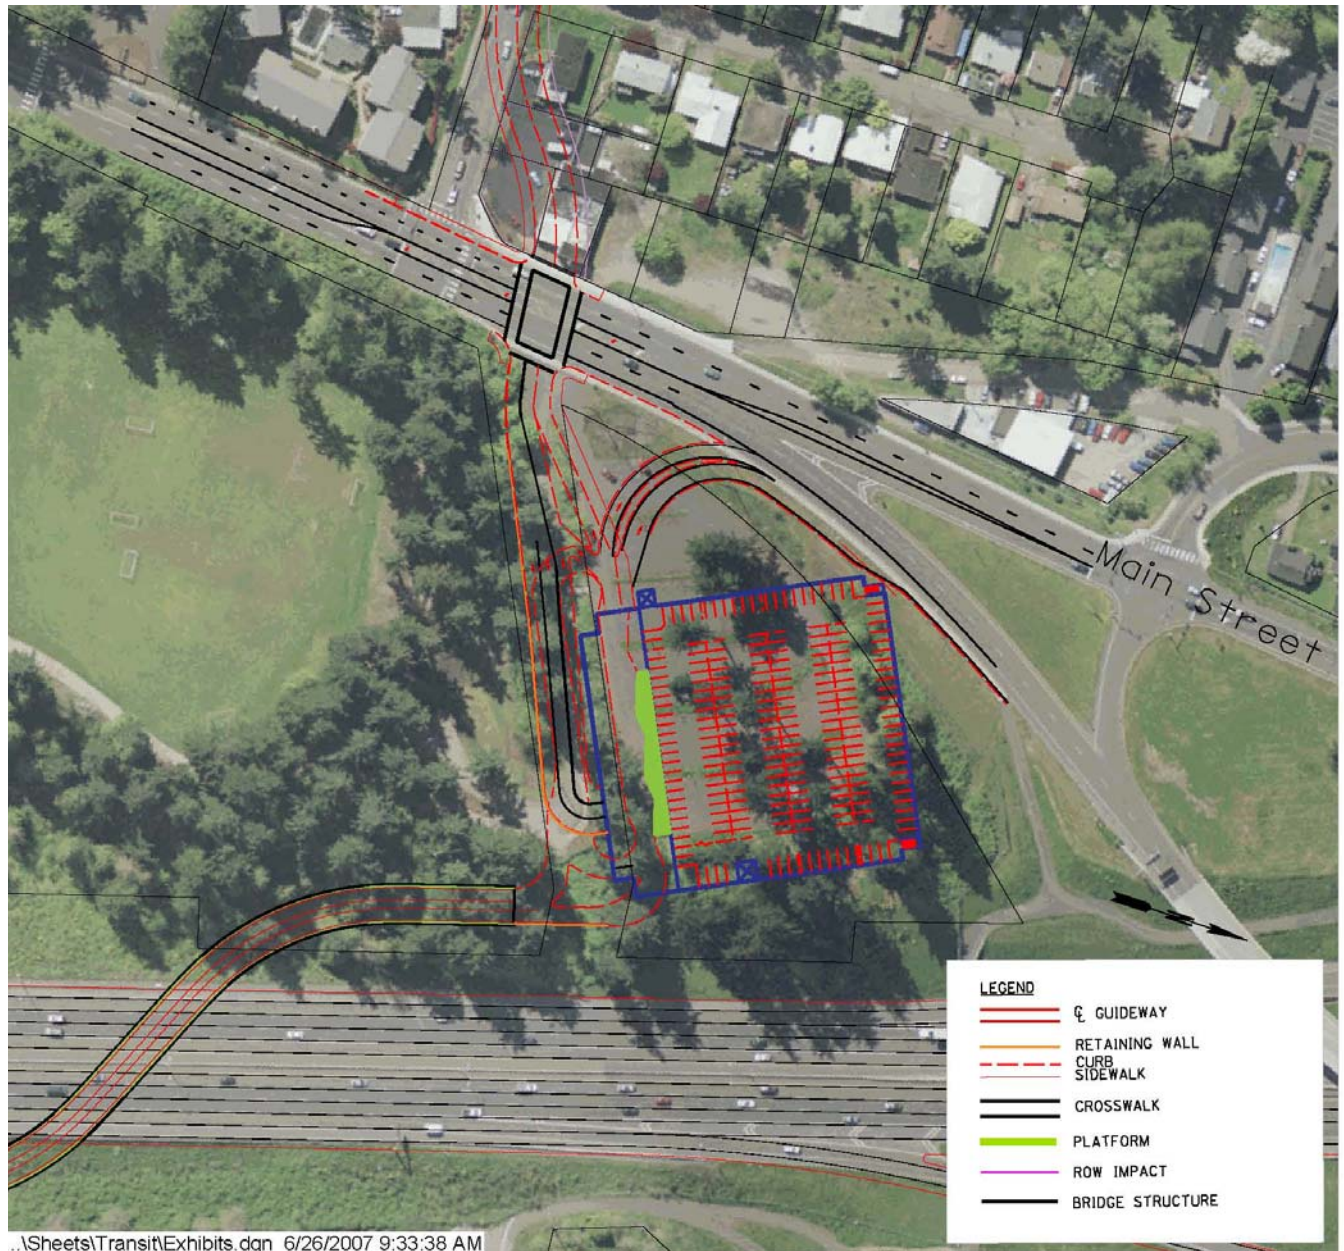 Main Street
LEGEND
℄ GUIDEWAY
RETAINING WALL
CURB
SIDEWALK
CROSSWALK
PLATFORM
ROW IMPACT
BRIDGE STRUCTURE
..\Sheets\Transit\Exhibits.dgn 6/26/2007 9:33:38 AM